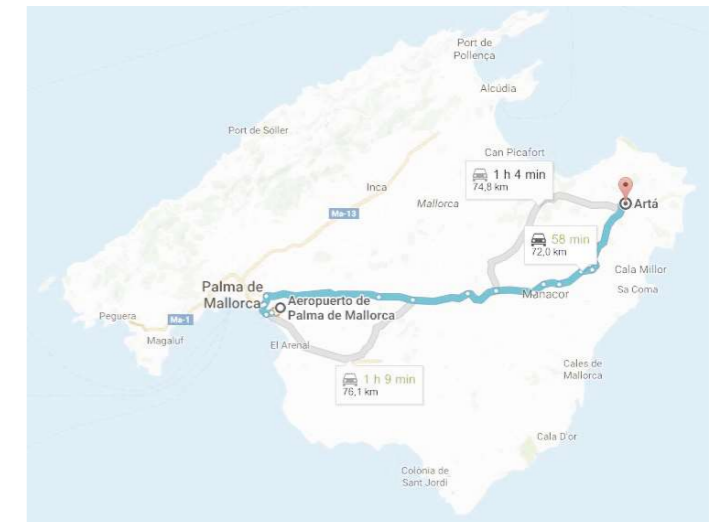 Port de
Pollença
Alcúdia
Port de Soller
Can Picafort
1 h 4 min
74,8 km
Inca
Mallorca
Artá
Ma-13
58 min
72,0 km
Cala Millor
Palma de
Mallorca
Manacor
Sa Coma
Aeropuerto de
Palma de Mallorca
Peguera
Ma-1
Magaluf
El Arenal
Cales de
Mallorca
1 h 9 min
76,1 km
Cala D'or
Colònia de
Sant Jordi